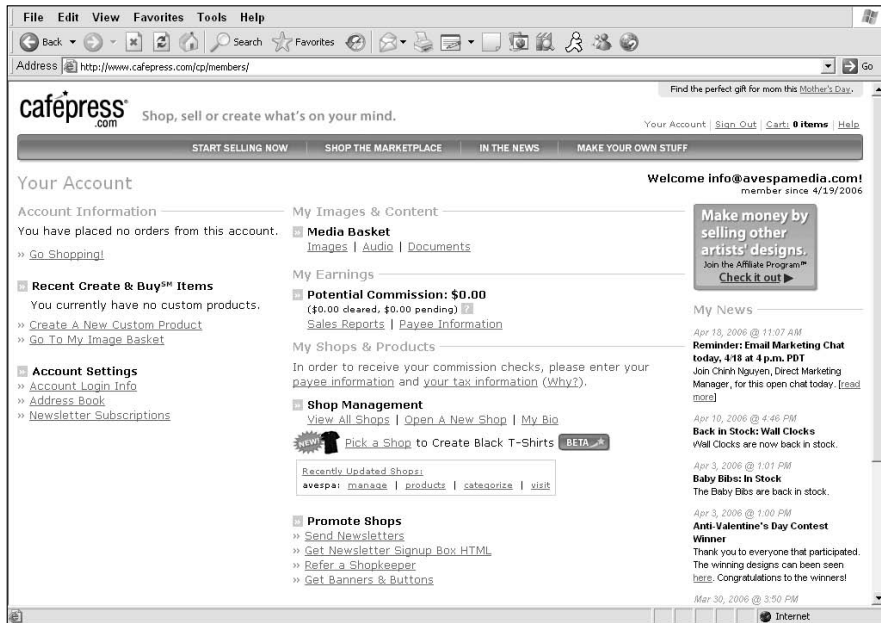 File Edit View Favorites Tools Help
Back Search Favorites
Address http://www.cafepress.com/cp/members/ Go
Find the perfect gift for mom this Mother's Day.
cafépress.com
Shop, sell or create what's on your mind.
Your Account | Sign Out | Cart: 0 items | Help
START SELLING NOW | SHOP THE MARKETPLACE | IN THE NEWS | MAKE YOUR OWN STUFF
Your Account
Welcome info@avespamedia.com!
member since 4/19/2006
Account Information
You have placed no orders from this account.
» Go Shopping!
» Recent Create & Buy℠ Items
You currently have no custom products.
» Create A New Custom Product
» Go To My Image Basket
» Account Settings
» Account Login Info
» Address Book
» Newsletter Subscriptions
My Images & Content
» Media Basket
Images | Audio | Documents
My Earnings
» Potential Commission: $0.00
($0.00 cleared, $0.00 pending) ?
Sales Reports | Payee Information
My Shops & Products
In order to receive your commission checks, please enter your
payee information and your tax information (Why?).
» Shop Management
View All Shops | Open A New Shop | My Bio
NEW! Pick a Shop to Create Black T-Shirts BETA
Recently Updated Shops:
avespa: manage | products | categorize | visit
» Promote Shops
» Send Newsletters
» Get Newsletter Signup Box HTML
» Refer a Shopkeeper
» Get Banners & Buttons
Make money by
selling other
artists' designs.
Join the Affiliate Program℠
Check it out ▶
My News
Apr 18, 2006 @ 11:07 AM
Reminder: Email Marketing Chat
today, 4/18 at 4 p.m. PDT
Join Chinh Nguyen, Direct Marketing
Manager, for this open chat today. [read
more]
Apr 10, 2006 @ 4:46 PM
Back in Stock: Wall Clocks
Wall Clocks are now back in stock.
Apr 3, 2006 @ 1:01 PM
Baby Bibs: In Stock
The Baby Bibs are back in stock.
Apr 3, 2006 @ 1:00 PM
Anti-Valentine's Day Contest
Winner
Thank you to everyone that participated.
The winning designs can been seen
here. Congratulations to the winners!
Mar 30, 2006 @ 3:50 PM
Internet